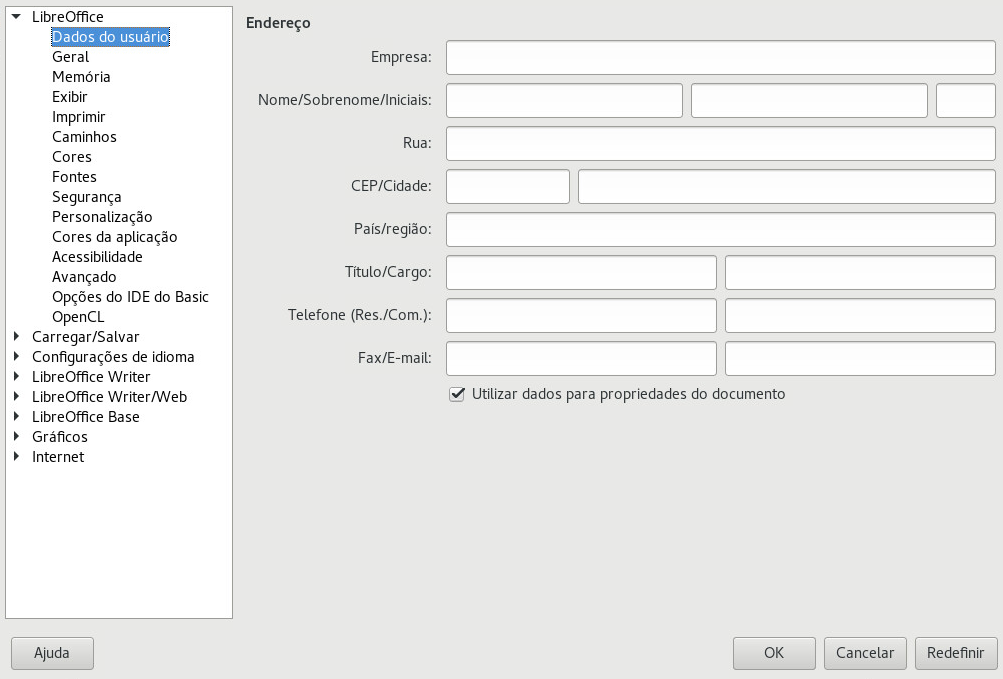 LibreOffice
Dados do usuário
Geral
Memória
Exibir
Imprimir
Caminhos
Cores
Fontes
Segurança
Personalização
Cores da aplicação
Acessibilidade
Avançado
Opções do IDE do Basic
OpenCL
Carregar/Salvar
Configurações de idioma
LibreOffice Writer
LibreOffice Writer/Web
LibreOffice Base
Gráficos
Internet
Endereço
Empresa:
Nome/Sobrenome/Iniciais:
Rua:
CEP/Cidade:
País/região:
Título/Cargo:
Telefone (Res./Com.):
Fax/E-mail:
Utilizar dados para propriedades do documento
Ajuda
OK
Cancelar
Redefinir